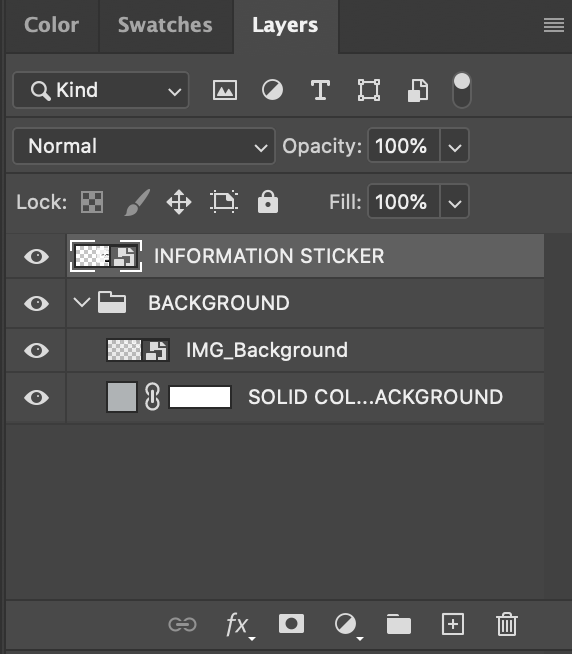 Color Swatches Layers
Kind
Normal Opacity: 100%
Lock: Fill: 100%
INFORMATION STICKER
BACKGROUND
IMG_Background
SOLID COL...ACKGROUND
fx